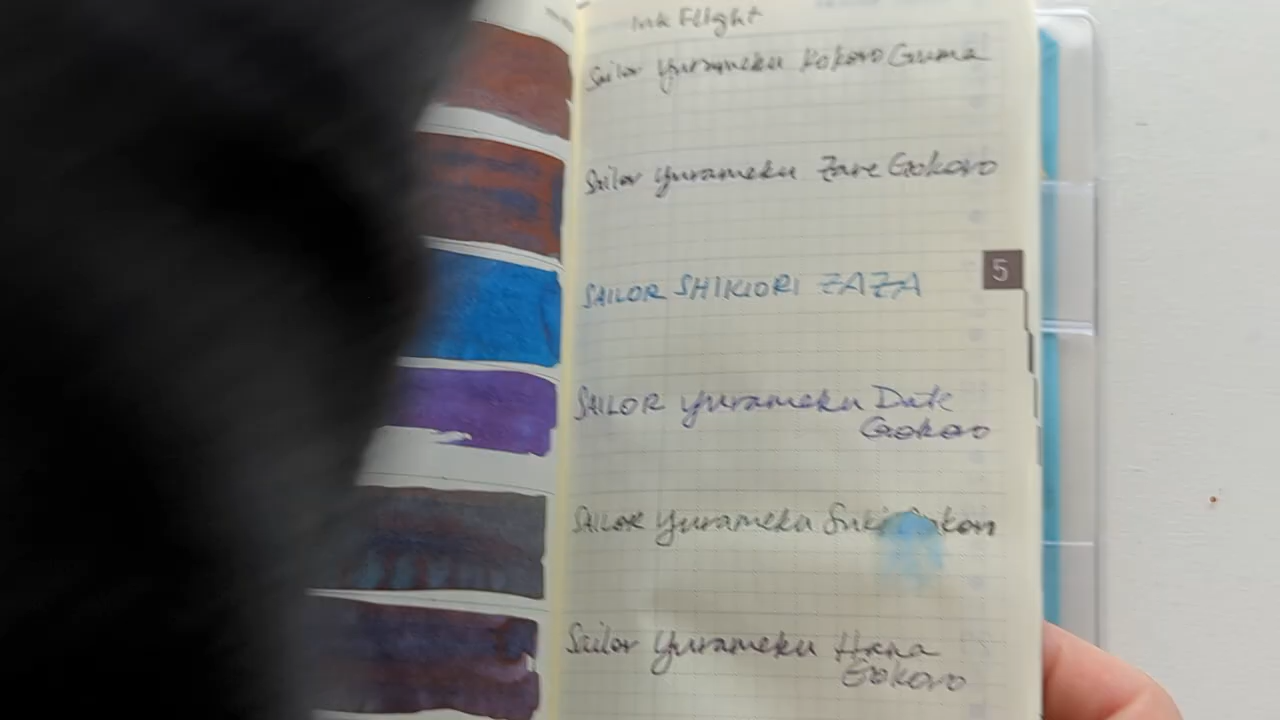 Ink Flight
Sailor Yurameku Kokoro Guma
Sailor Yurameku Zare Gokoro
5
SAILOR SHIKIORI ZAZA
SAILOR Yurameku Date
Gokoro
SAILOR Yurameku
Sailor Yurameku Hana
Gokoro